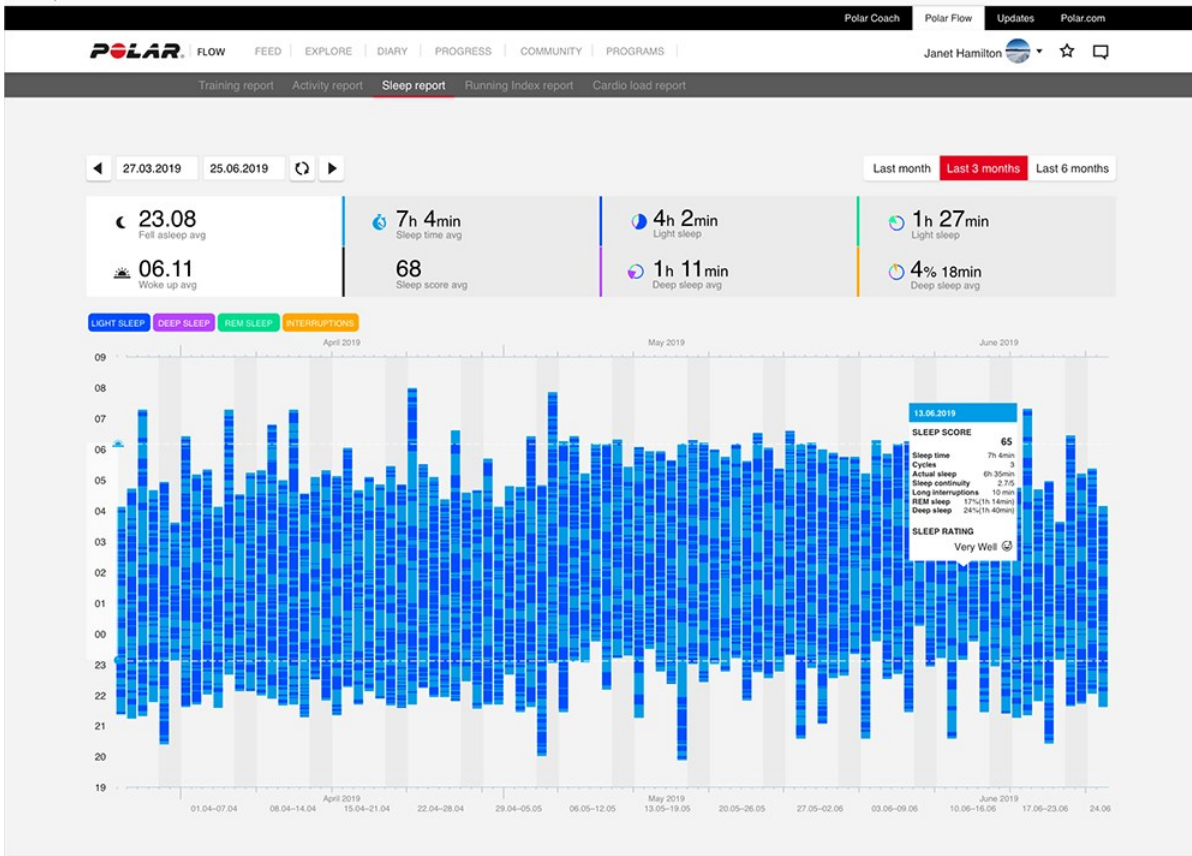 Polar Coach Polar Flow Updates Polar.com
POLAR. FLOW FEED EXPLORE DIARY PROGRESS COMMUNITY PROGRAMS Janet Hamilton
Training report Activity report Sleep report Running Index report Cardio load report
27.03.2019 25.06.2019 Last month Last 3 months Last 6 months
23.08 7h 4min 4h 2min 1h 27min
Fell asleep avg Sleep time avg Light sleep Light sleep
06.11 68 1h 11min 4% 18min
Woke up avg Sleep score avg Deep sleep avg Deep sleep avg
LIGHT SLEEP DEEP SLEEP REM SLEEP INTERRUPTIONS
April 2019 May 2019 June 2019
09
08
07
06
05
04
03
02
01
00
23
22
21
20
19
13.06.2019
SLEEP SCORE
65
Sleep time 7h 4min
Cycles 3
Actual sleep 6h 35min
Sleep continuity 2,7/5
Long interruptions 10 min
REM sleep 17%(1h 14min)
Deep sleep 24%(1h 40min)
SLEEP RATING
Very Well
April 2019 May 2019 June 2019
01.04–07.04 08.04–14.04 15.04–21.04 22.04–28.04 29.04–05.05 06.05–12.05 13.05–19.05 20.05–26.05 27.05–02.06 03.06–09.06 10.06–16.06 17.06–23.06 24.06